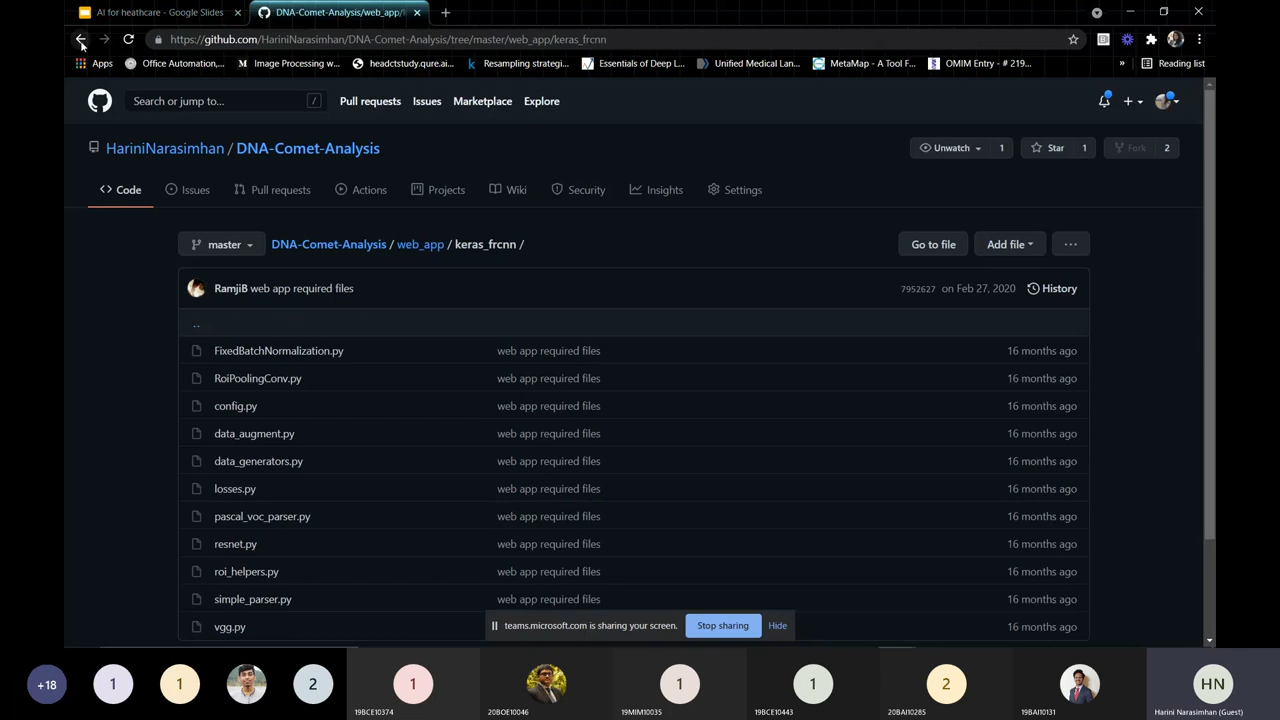 AI for heathcare - Google Slides
DNA-Comet-Analysis/web_app/k
https://github.com/HariniNarasimhan/DNA-Comet-Analysis/tree/master/web_app/keras_frcnn
Apps Office Automation,... Image Processing w... headctstudy.qure.ai... Resampling strategi... Essentials of Deep L... Unified Medical Lan... MetaMap - A Tool F... OMIM Entry - # 219... » Reading list
Search or jump to... / Pull requests Issues Marketplace Explore
HariniNarasimhan / DNA-Comet-Analysis Unwatch 1 Star 1 Fork 2
Code Issues Pull requests Actions Projects Wiki Security Insights Settings
master DNA-Comet-Analysis / web_app / keras_frcnn / Go to file Add file ...
RamjiB web app required files 7952627 on Feb 27, 2020 History
..
FixedBatchNormalization.py web app required files 16 months ago
RoiPoolingConv.py web app required files 16 months ago
config.py web app required files 16 months ago
data_augment.py web app required files 16 months ago
data_generators.py web app required files 16 months ago
losses.py web app required files 16 months ago
pascal_voc_parser.py web app required files 16 months ago
resnet.py web app required files 16 months ago
roi_helpers.py web app required files 16 months ago
simple_parser.py web app required files 16 months ago
vgg.py web app required files 16 months ago
teams.microsoft.com is sharing your screen. Stop sharing Hide
+18 1 1 2 1 1 1 2 HN
19BCE10374 20BOE10046 19MIM10035 19BCE10443 20BAI10285 19BAI10131 Harini Narasimhan (Guest)